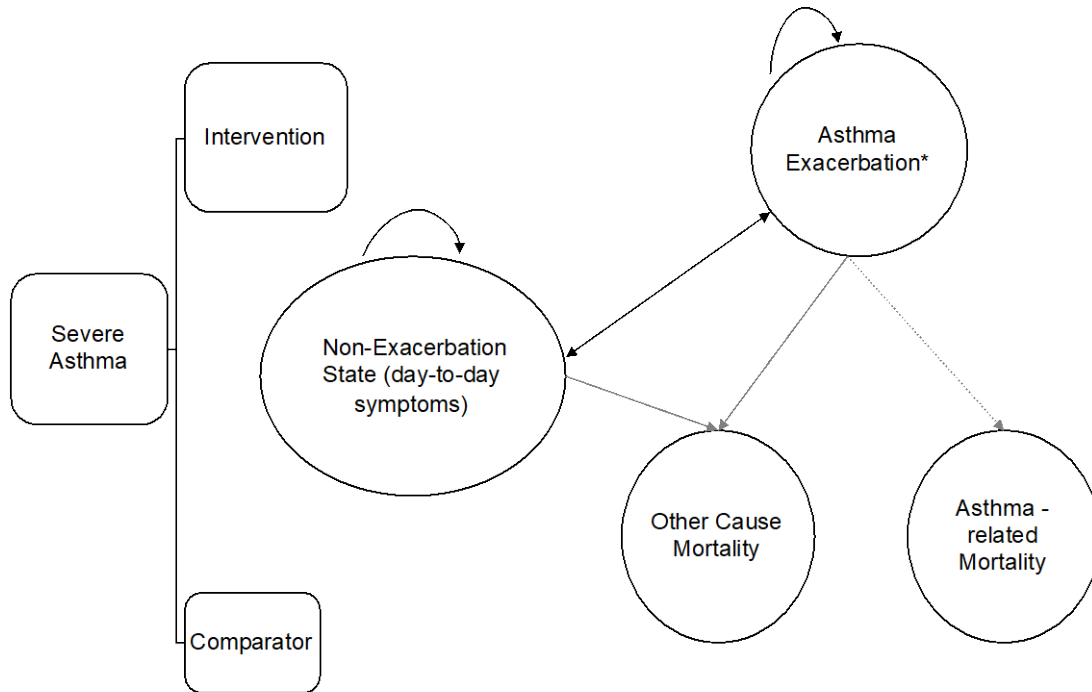 Intervention
Asthma
Exacerbation*
Severe
Asthma
Non-Exacerbation
State (day-to-day
symptoms)
Other Cause
Mortality
Asthma -
related
Mortality
Comparator